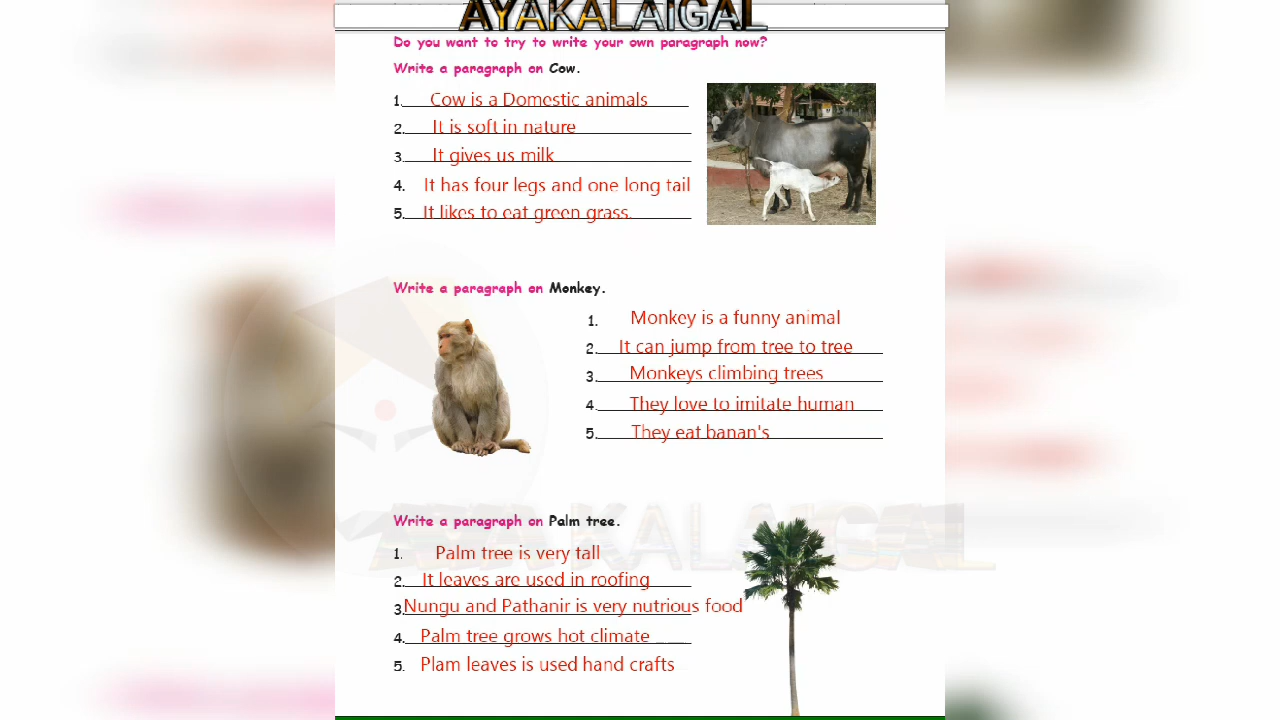 AYAKALAIGAL
Do you want to try to write your own paragraph now?
Write a paragraph on Cow.
1. Cow is a Domestic animals
2. It is soft in nature
3. It gives us milk
4. It has four legs and one long tail
5. It likes to eat green grass.
Write a paragraph on Monkey.
1. Monkey is a funny animal
2. It can jump from tree to tree
3. Monkeys climbing trees
4. They love to imitate human
5. They eat banan's
AYAKALAIGAL
Write a paragraph on Palm tree.
1. Palm tree is very tall
2. It leaves are used in roofing
3. Nungu and Pathanir is very nutrious food
4. Palm tree grows hot climate
5. Plam leaves is used hand crafts